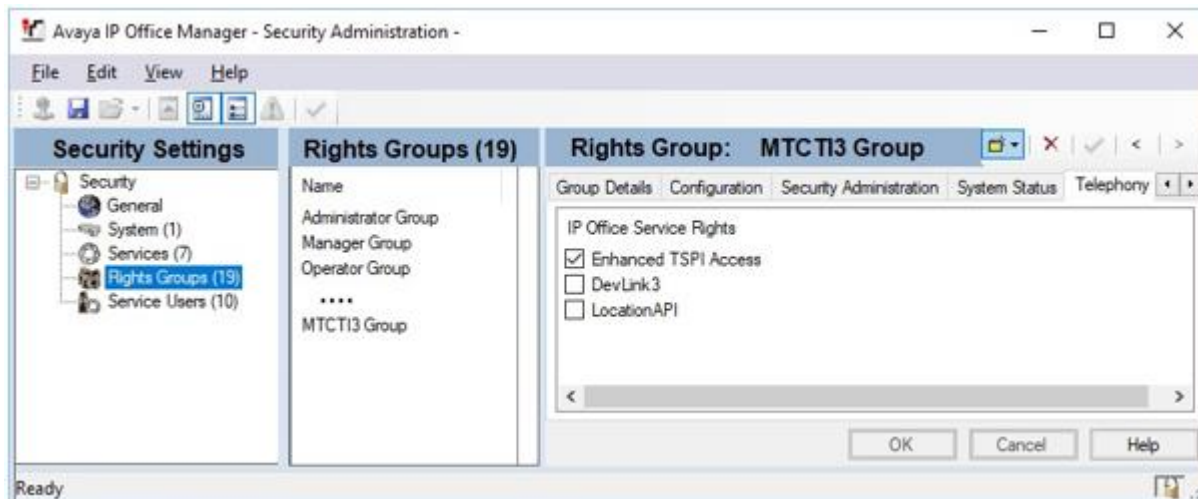 Avaya IP Office Manager - Security Administration -
File Edit View Help
Security Settings
Security
General
System (1)
Services (7)
Rights Groups (19)
Service Users (10)
Rights Groups (19)
Name
Administrator Group
Manager Group
Operator Group
....
MTCTI3 Group
Rights Group: MTCTI3 Group
Group Details Configuration Security Administration System Status Telephony
IP Office Service Rights
Enhanced TSPI Access
DevLink3
LocationAPI
OK Cancel Help
Ready